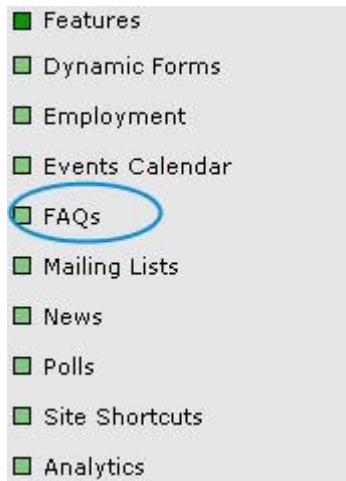 Features
Dynamic Forms
Employment
Events Calendar
FAQs
Mailing Lists
News
Polls
Site Shortcuts
Analytics